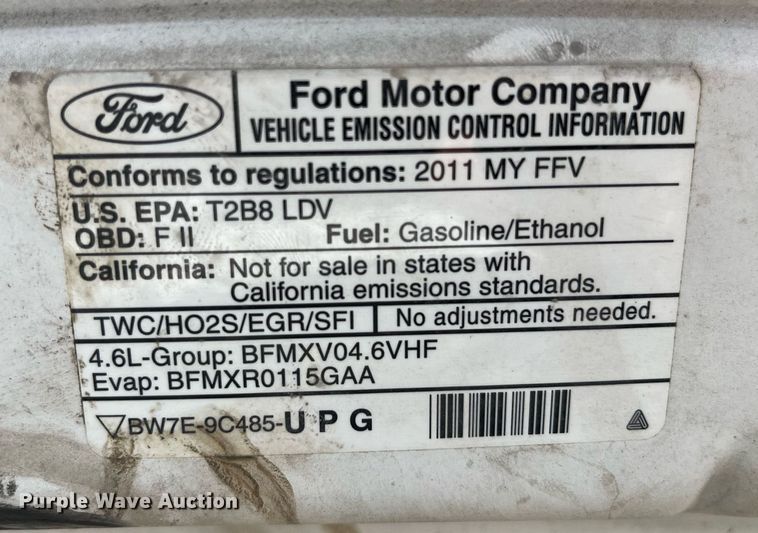 Ford
Ford Motor Company
VEHICLE EMISSION CONTROL INFORMATION
Conforms to regulations: 2011 MY FFV
U.S. EPA: T2B8 LDV
OBD: F II Fuel: Gasoline/Ethanol
California: Not for sale in states with
California emissions standards.
TWC/HO2S/EGR/SFI No adjustments needed.
4.6L-Group: BFMXV04.6VHF
Evap: BFMXR0115GAA
BW7E-9C485-U P G
Purple Wave Auction